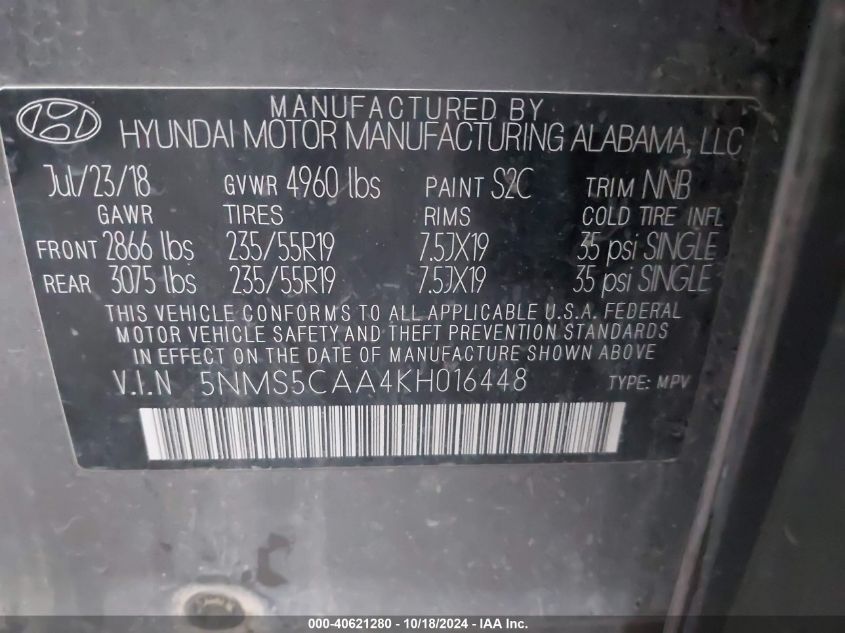 MANUFACTURED BY
HYUNDAI MOTOR MANUFACTURING ALABAMA, LLC
Jul/23/18 GVWR 4960 lbs PAINT S2C TRIM NNB
GAWR TIRES RIMS COLD TIRE INFL
FRONT 2866 lbs 235/55R19 7.5JX19 35 psi SINGLE
REAR 3075 lbs 235/55R19 7.5JX19 35 psi SINGLE
THIS VEHICLE CONFORMS TO ALL APPLICABLE U.S.A. FEDERAL
MOTOR VEHICLE SAFETY AND THEFT PREVENTION STANDARDS
IN EFFECT ON THE DATE OF MANUFACTURE SHOWN ABOVE
V.I.N 5NMS5CAA4KH016448 TYPE: MPV
000-40621280 - 10/18/2024 - IAA Inc.